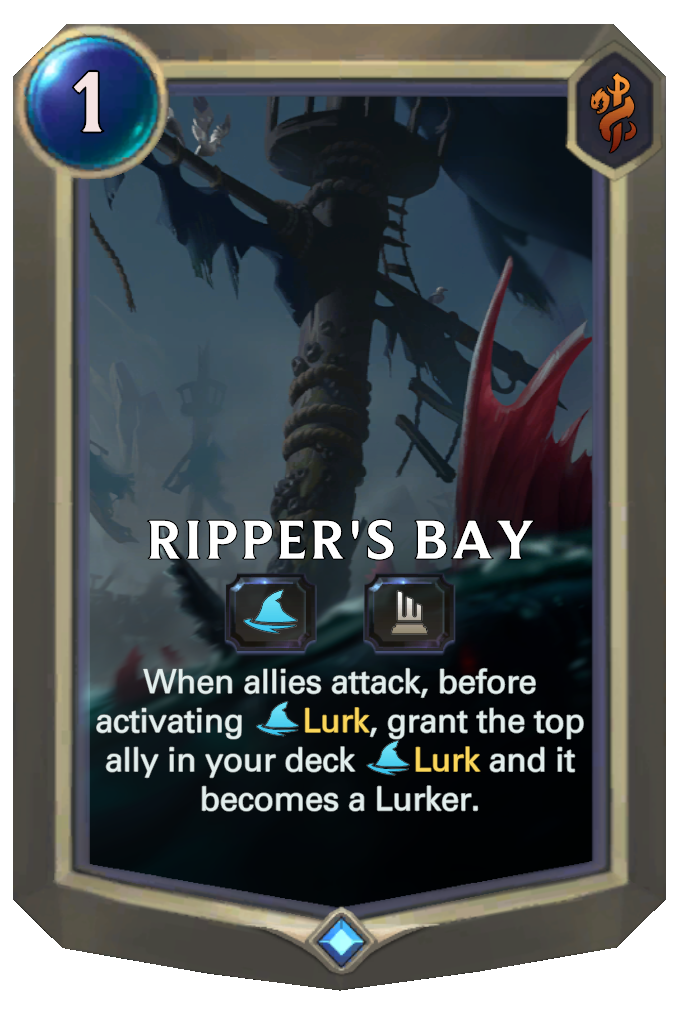 1
RIPPER'S BAY
When allies attack, before
activating Lurk, grant the top
ally in your deck Lurk and it
becomes a Lurker.